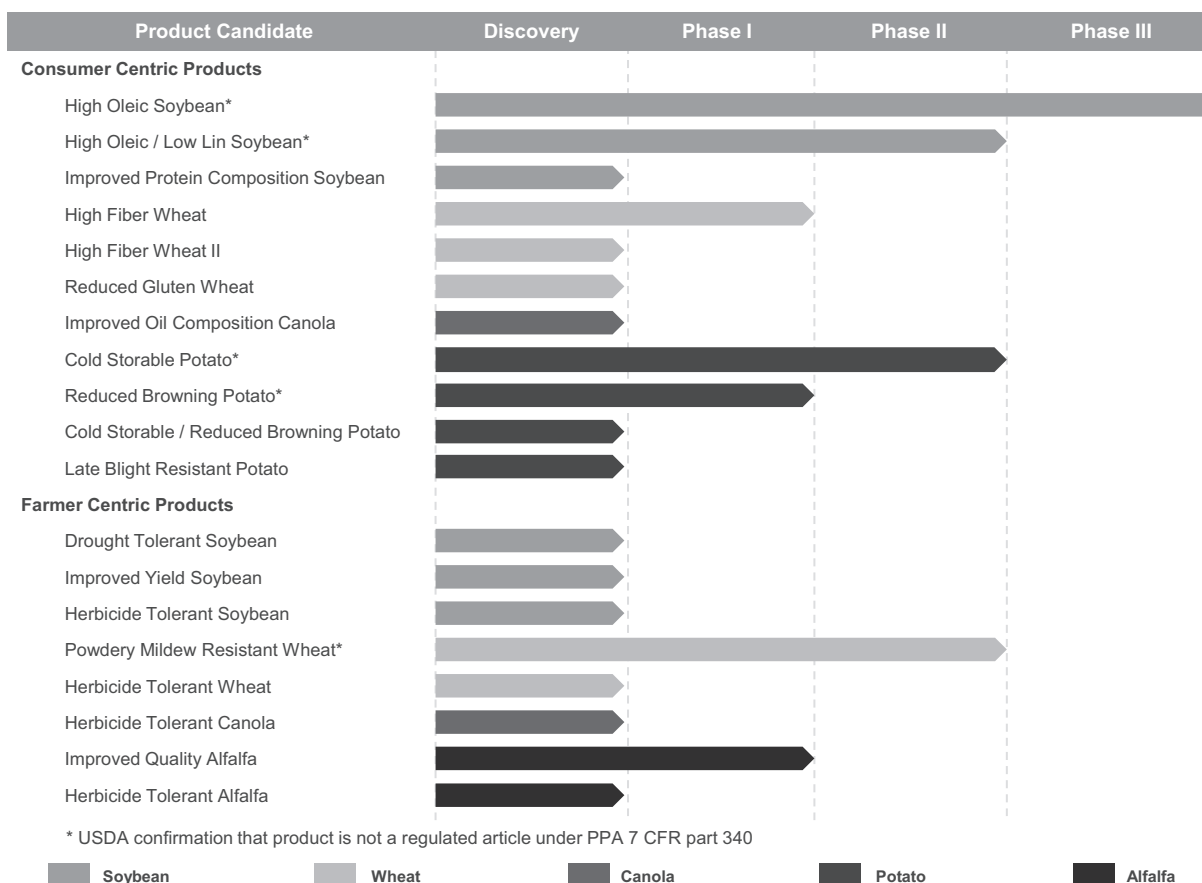 Product Candidate Discovery Phase I Phase II Phase III
Consumer Centric Products
High Oleic Soybean*
High Oleic / Low Lin Soybean*
Improved Protein Composition Soybean
High Fiber Wheat
High Fiber Wheat II
Reduced Gluten Wheat
Improved Oil Composition Canola
Cold Storable Potato*
Reduced Browning Potato*
Cold Storable / Reduced Browning Potato
Late Blight Resistant Potato
Farmer Centric Products
Drought Tolerant Soybean
Improved Yield Soybean
Herbicide Tolerant Soybean
Powdery Mildew Resistant Wheat*
Herbicide Tolerant Wheat
Herbicide Tolerant Canola
Improved Quality Alfalfa
Herbicide Tolerant Alfalfa
* USDA confirmation that product is not a regulated article under PPA 7 CFR part 340
Soybean Wheat Canola Potato Alfalfa